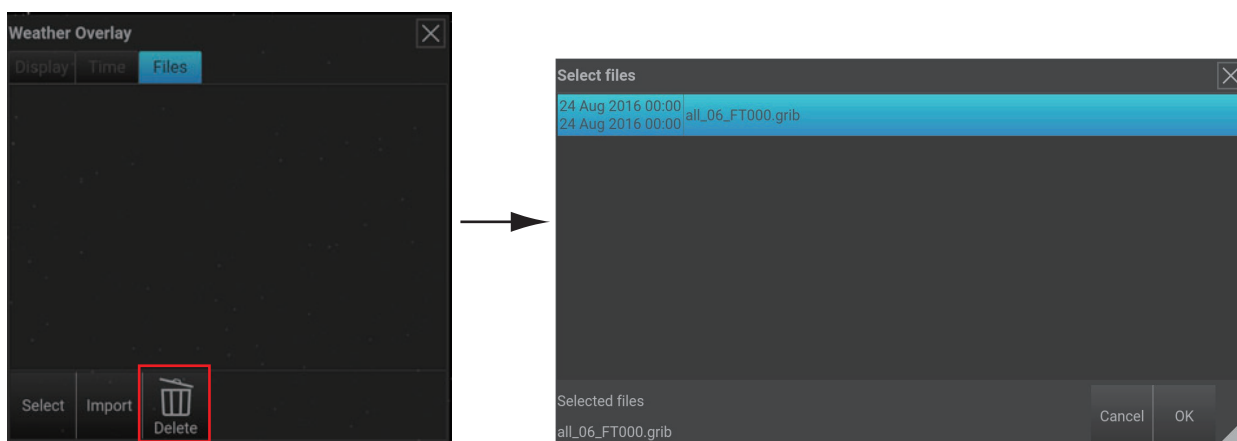 Weather Overlay
Display Time Files
Select Import Delete
Select files
24 Aug 2016 00:00
24 Aug 2016 00:00
all_06_FT000.grib
Selected files
all_06_FT000.grib
Cancel OK